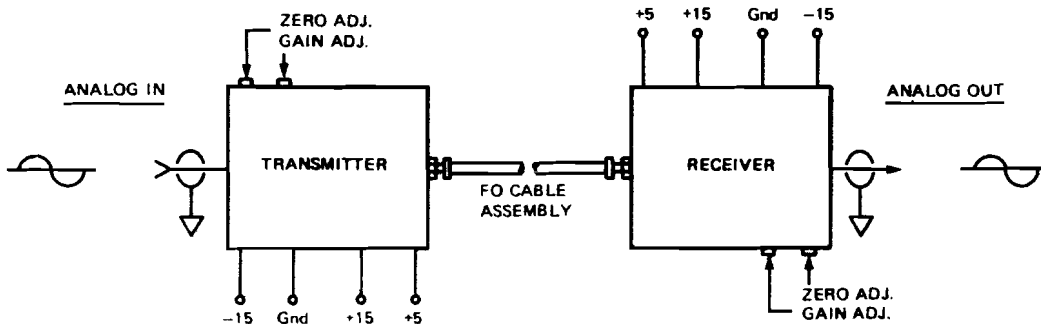 ZERO ADJ.
GAIN ADJ.
+5 +15 Gnd −15
ANALOG IN
ANALOG OUT
TRANSMITTER
RECEIVER
FO CABLE
ASSEMBLY
−15 Gnd +15 +5
ZERO ADJ.
GAIN ADJ.